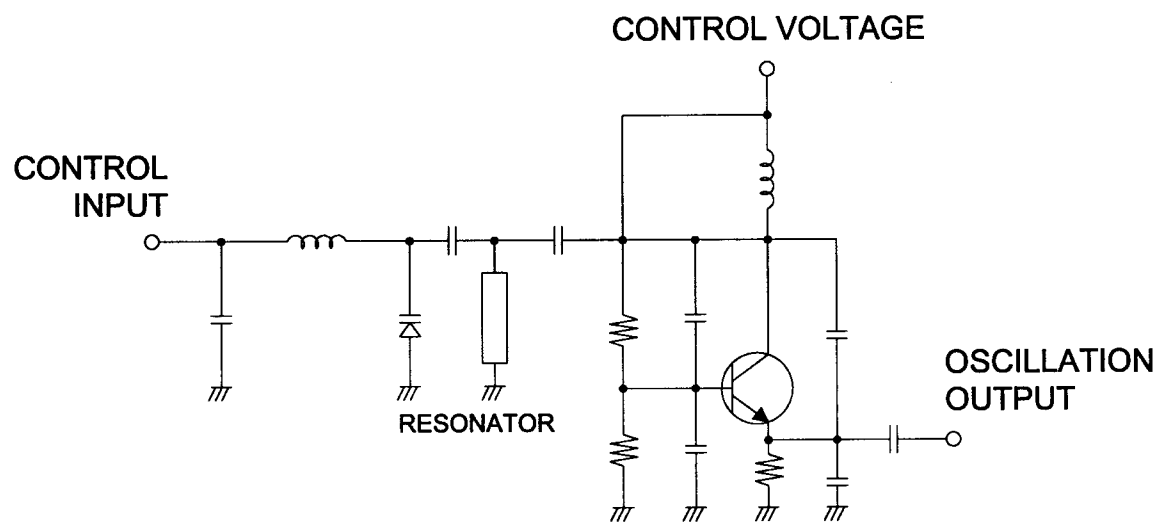 CONTROL VOLTAGE
CONTROL
INPUT
RESONATOR
OSCILLATION
OUTPUT